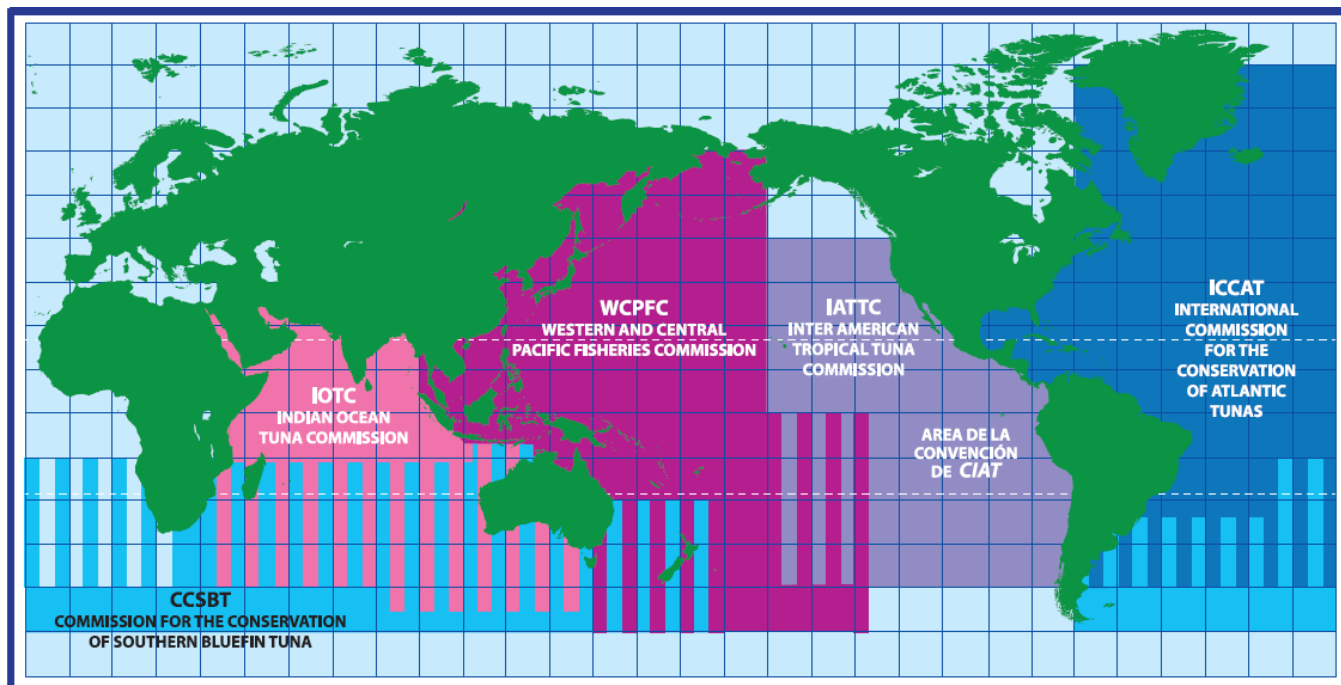 WCPFC
WESTERN AND CENTRAL
PACIFIC FISHERIES COMMISSION
IATTC
INTER AMERICAN
TROPICAL TUNA
COMMISSION
ICCAT
INTERNATIONAL
COMMISSION
FOR THE
CONSERVATION
OF ATLANTIC
TUNAS
IOTC
INDIAN OCEAN
TUNA COMMISSION
AREA DE LA
CONVENCIÓN
DE CIAT
CCSBT
COMMISSION FOR THE CONSERVATION
OF SOUTHERN BLUEFIN TUNA